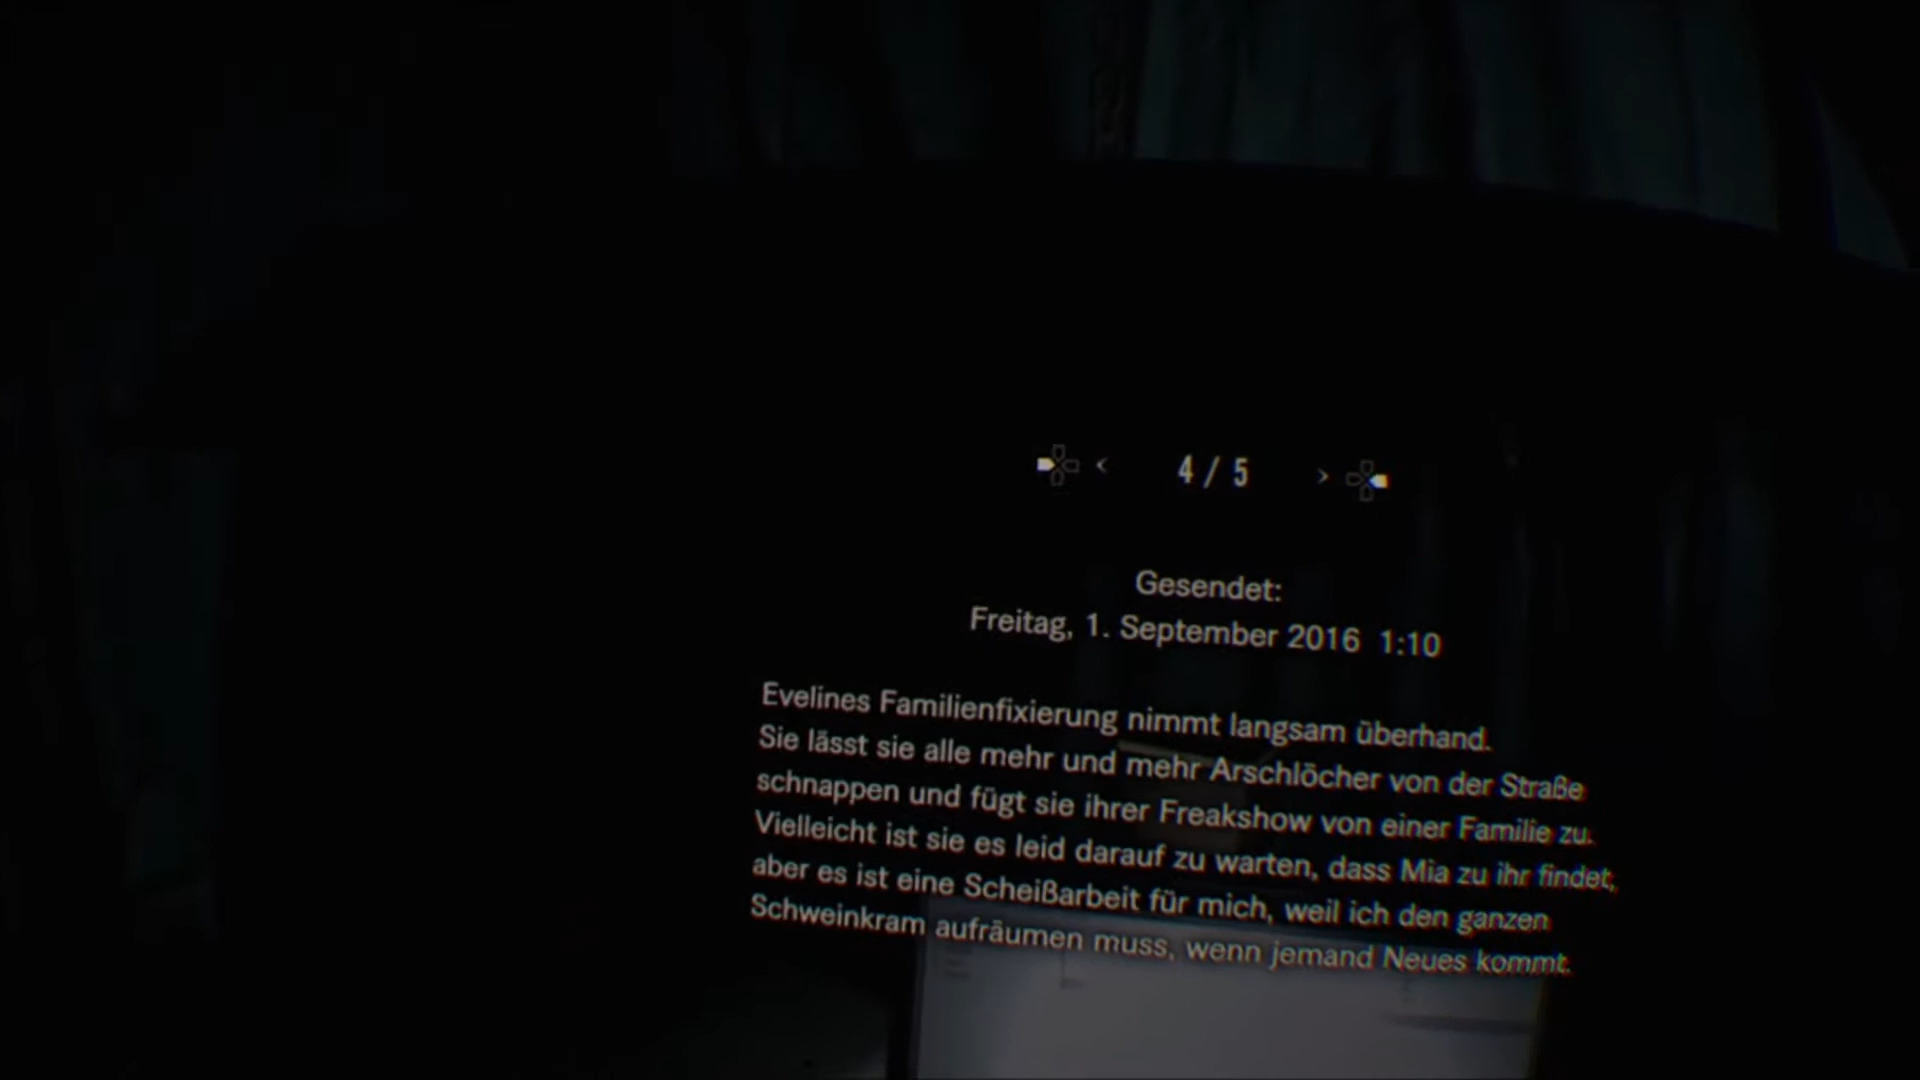 < 4 / 5 >
Gesendet:
Freitag, 1. September 2016 1:10
Evelines Familienfixierung nimmt langsam überhand.
Sie lässt sie alle mehr und mehr Arschlöcher von der Straße
schnappen und fügt sie ihrer Freakshow von einer Familie zu.
Vielleicht ist sie es leid darauf zu warten, dass Mia zu ihr findet,
aber es ist eine Scheißarbeit für mich, weil ich den ganzen
Schweinkram aufräumen muss, wenn jemand Neues kommt.